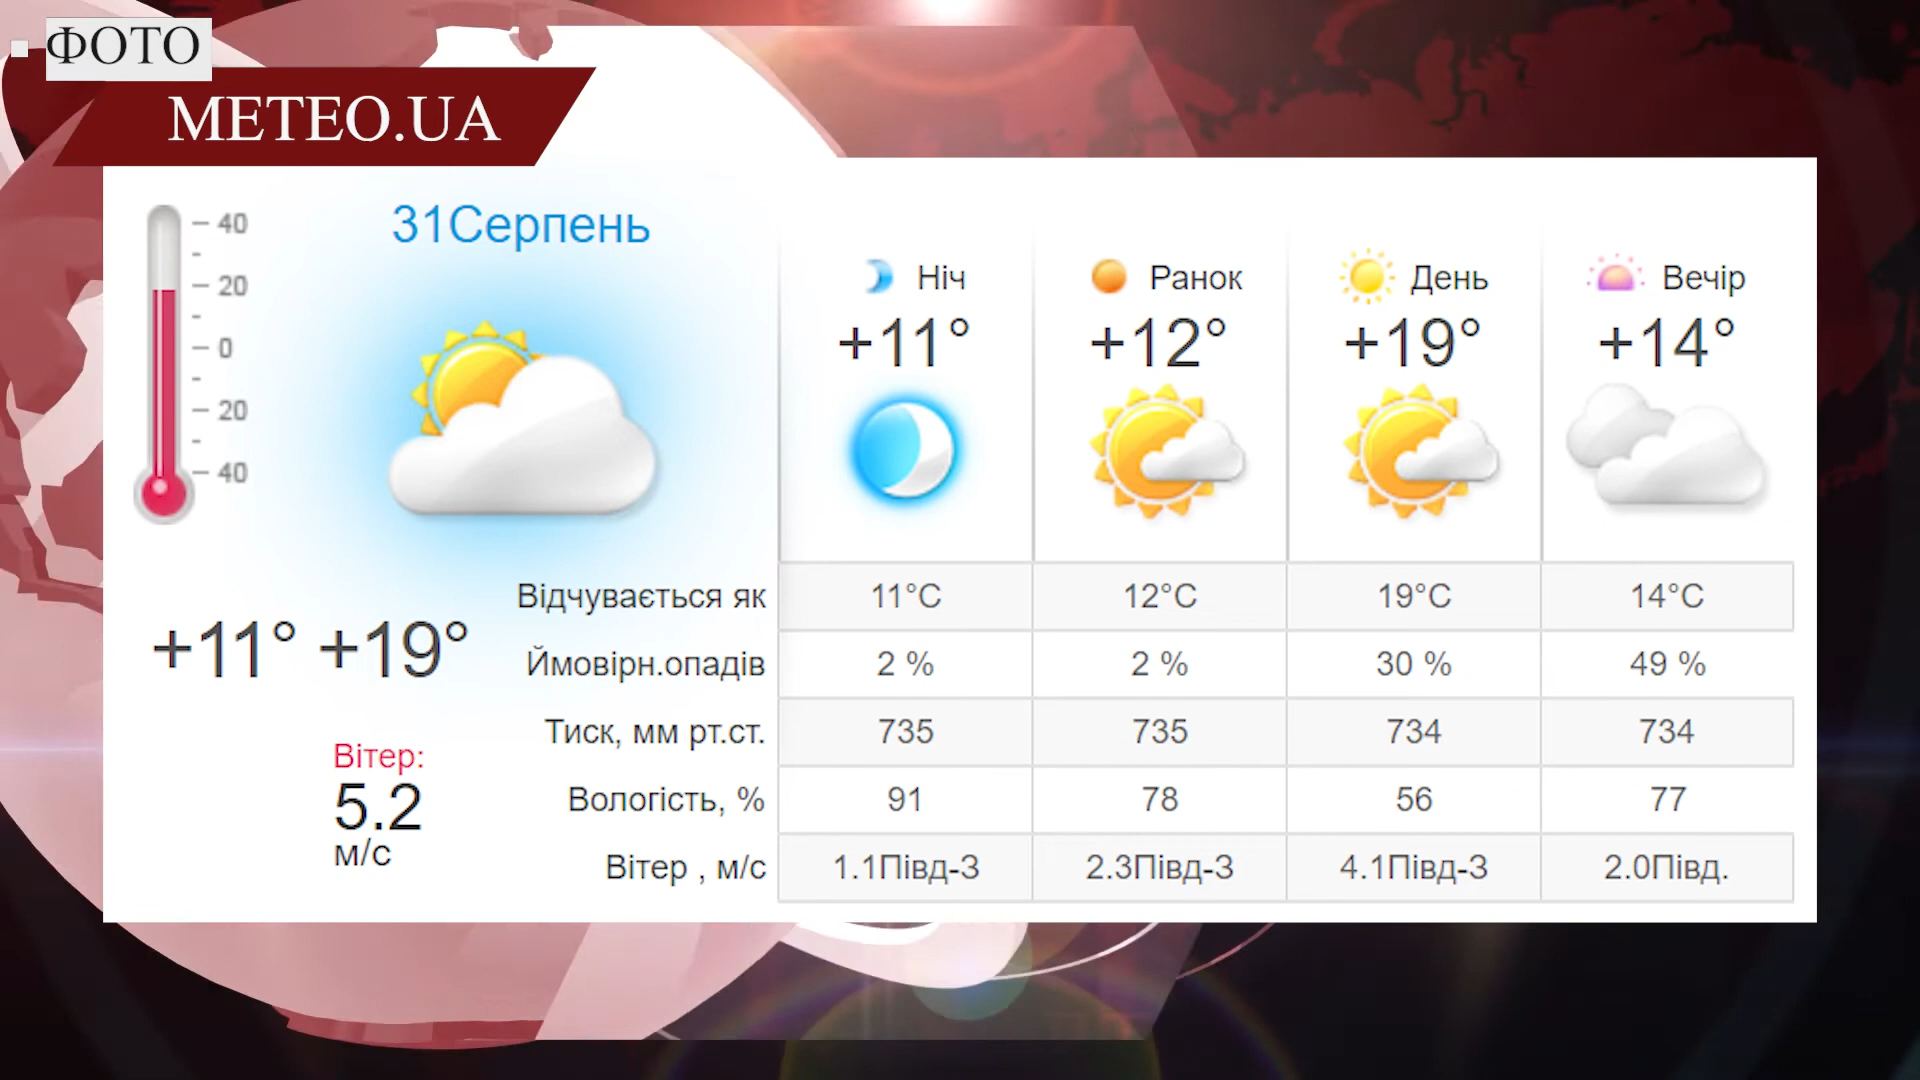 ФОТО
METEO.UA
40
20
0
20
40
31Серпень
+11° +19°
Вітер:
5.2
м/с
Ніч Ранок День Вечір
+11° +12° +19° +14°
Відчувається як 11°C 12°C 19°C 14°C
Ймовірн.опадів 2 % 2 % 30 % 49 %
Тиск, мм рт.ст. 735 735 734 734
Вологість, % 91 78 56 77
Вітер , м/с 1.1Півд-З 2.3Півд-З 4.1Півд-З 2.0Півд.